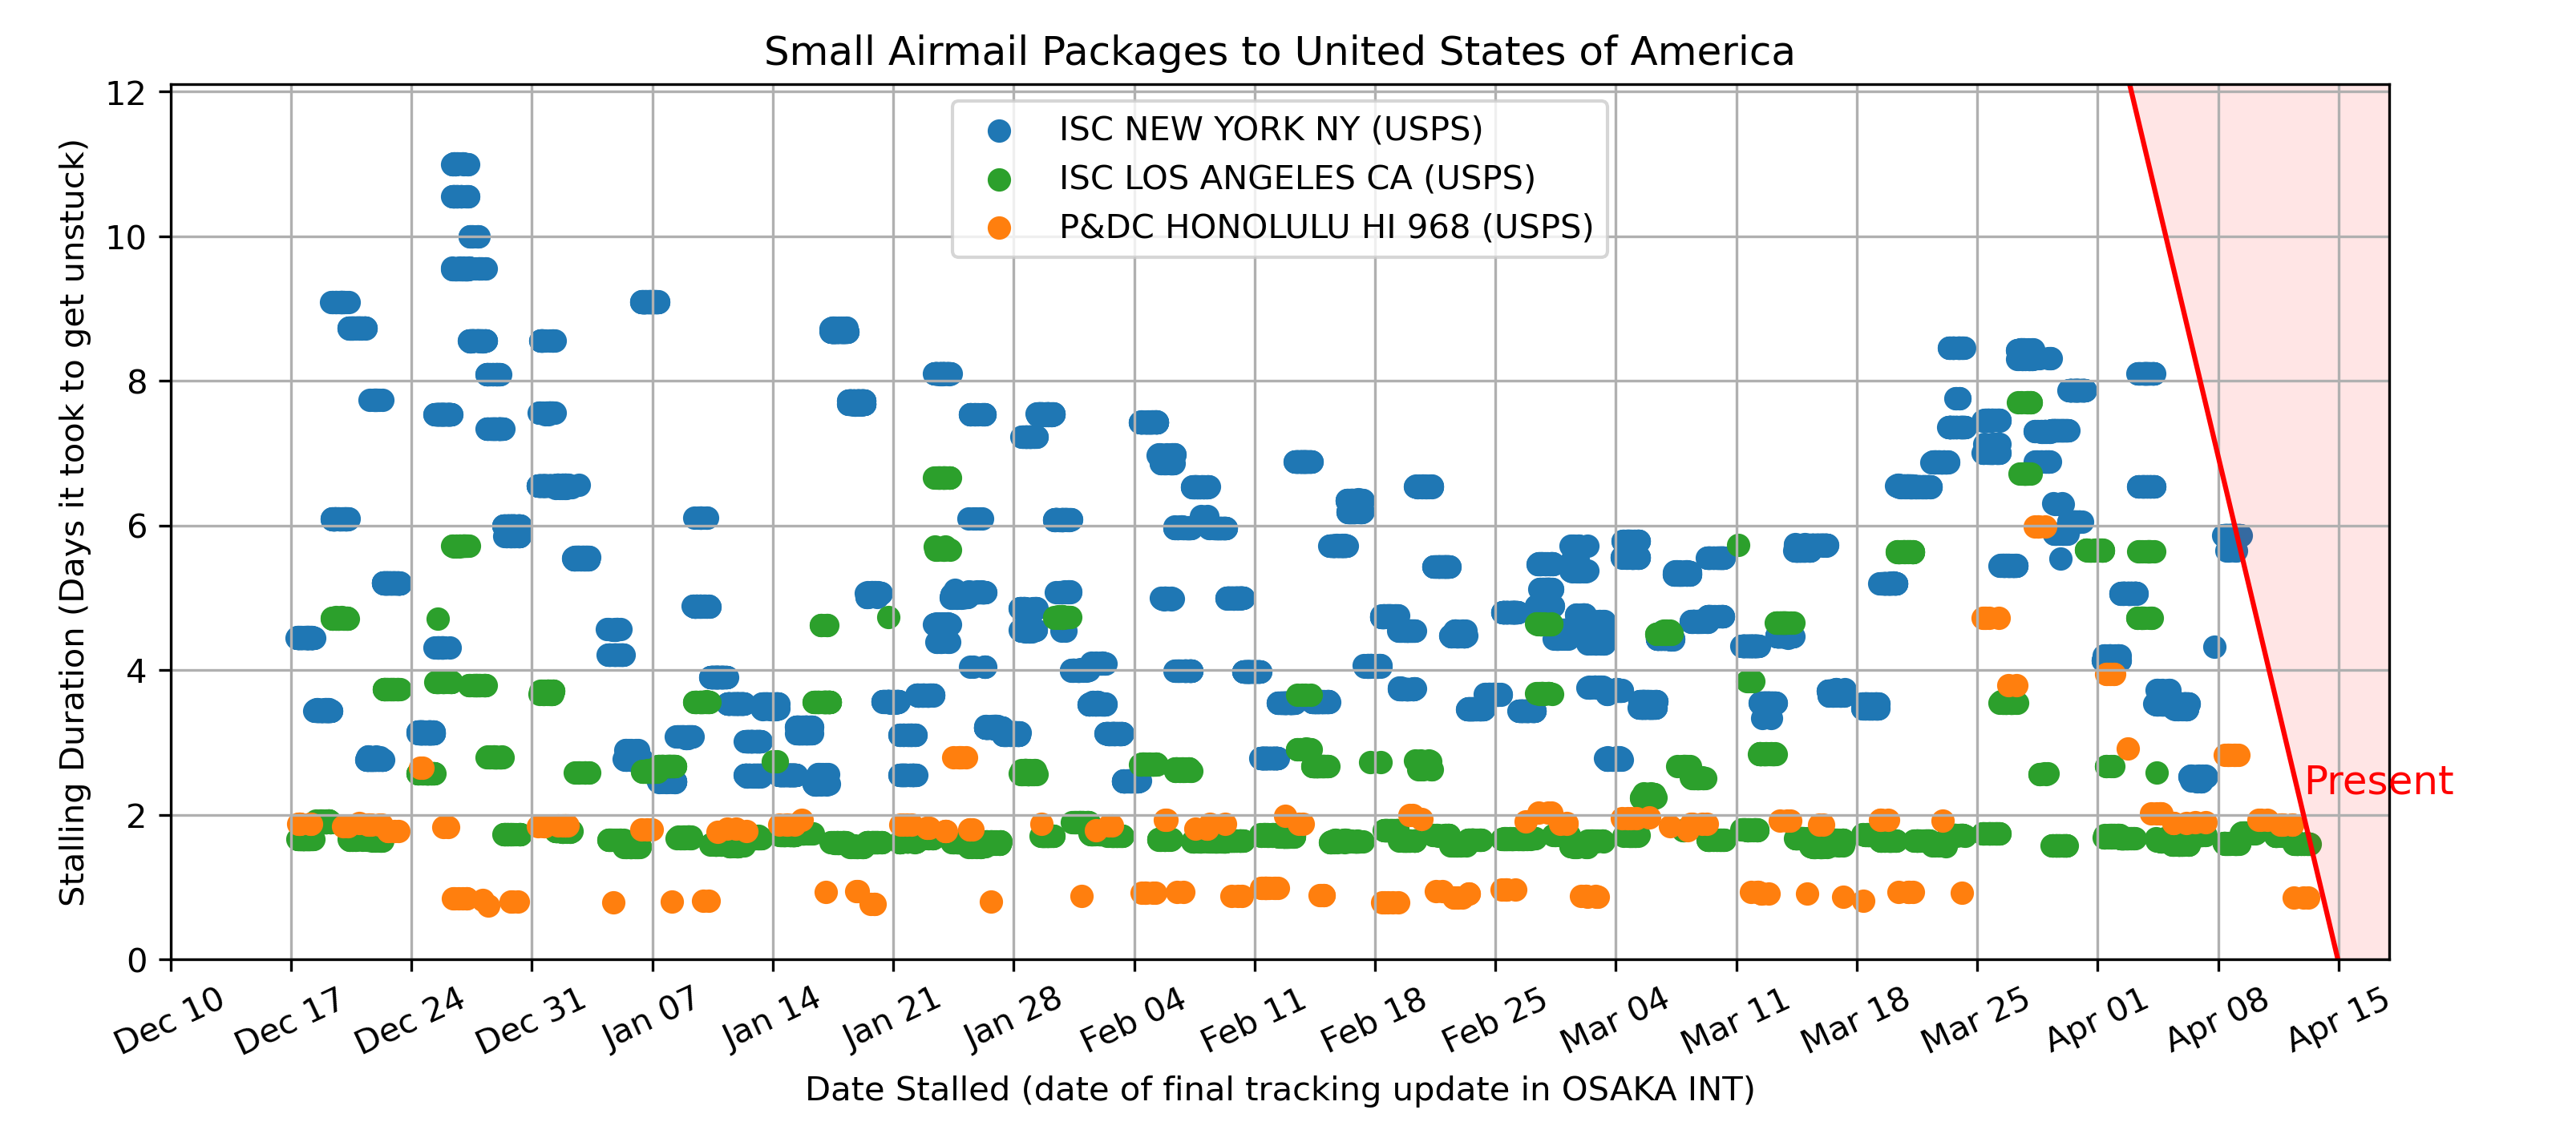 Small Airmail Packages to United States of America
12
10
8
6
4
2
0
Stalling Duration (Days it took to get unstuck)
ISC NEW YORK NY (USPS)
ISC LOS ANGELES CA (USPS)
P&DC HONOLULU HI 968 (USPS)
Present
Dec 10
Dec 17
Dec 24
Dec 31
Jan 07
Jan 14
Jan 21
Jan 28
Feb 04
Feb 11
Feb 18
Feb 25
Mar 04
Mar 11
Mar 18
Mar 25
Apr 01
Apr 08
Apr 15
Date Stalled (date of final tracking update in OSAKA INT)